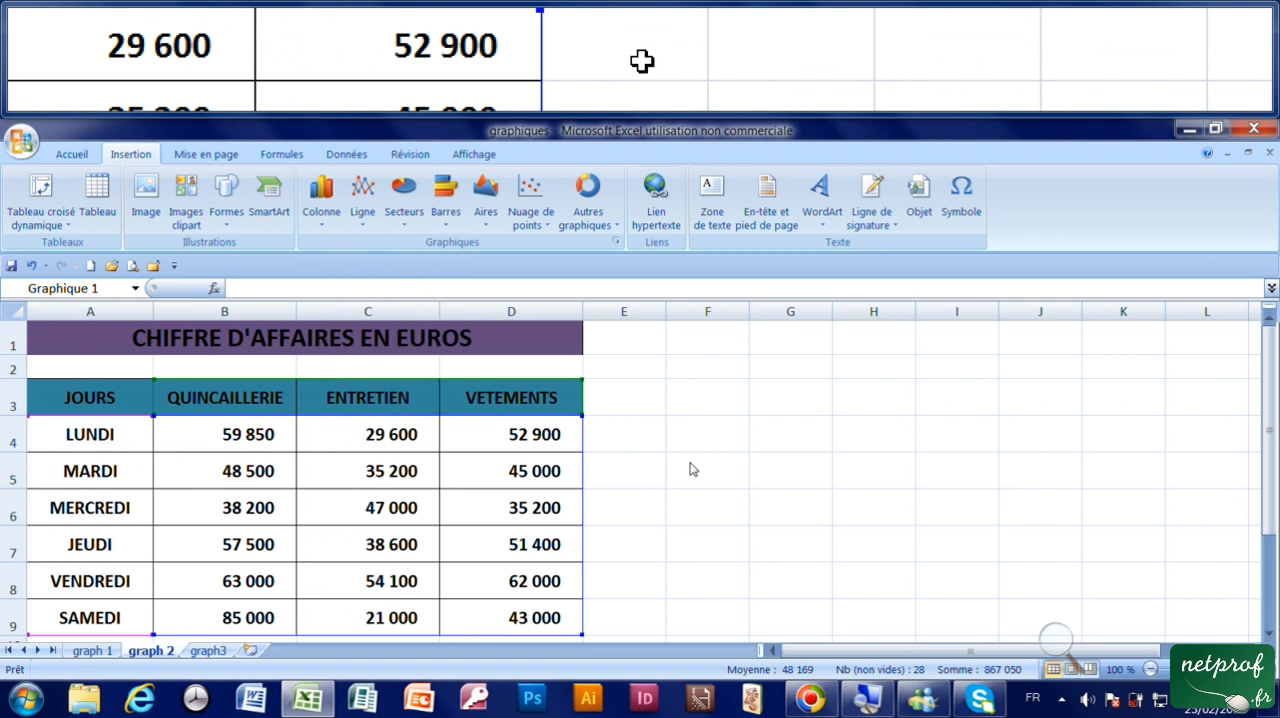 29 600 52 900
graphiques - Microsoft Excel utilisation non commerciale
Accueil Insertion Mise en page Formules Données Révision Affichage
Tableau croisé dynamique Tableau Image Images clipart Formes SmartArt Colonne Ligne Secteurs Barres Aires Nuage de points Autres graphiques Lien hypertexte Zone de texte En-tête et pied de page WordArt Ligne de signature Objet Symbole
Tableaux Illustrations Graphiques Liens Texte
Graphique 1 fx
A B C D E F G H I J K L
1 CHIFFRE D'AFFAIRES EN EUROS
2
3 JOURS QUINCAILLERIE ENTRETIEN VETEMENTS
4 LUNDI 59 850 29 600 52 900
5 MARDI 48 500 35 200 45 000
6 MERCREDI 38 200 47 000 35 200
7 JEUDI 57 500 38 600 51 400
8 VENDREDI 63 000 54 100 62 000
9 SAMEDI 85 000 21 000 43 000
graph 1 graph 2 graph3
Prêt Moyenne : 48 169 Nb (non vides) : 28 Somme : 867 050 100 %
Ps Ai ID FR
netprof
.fr